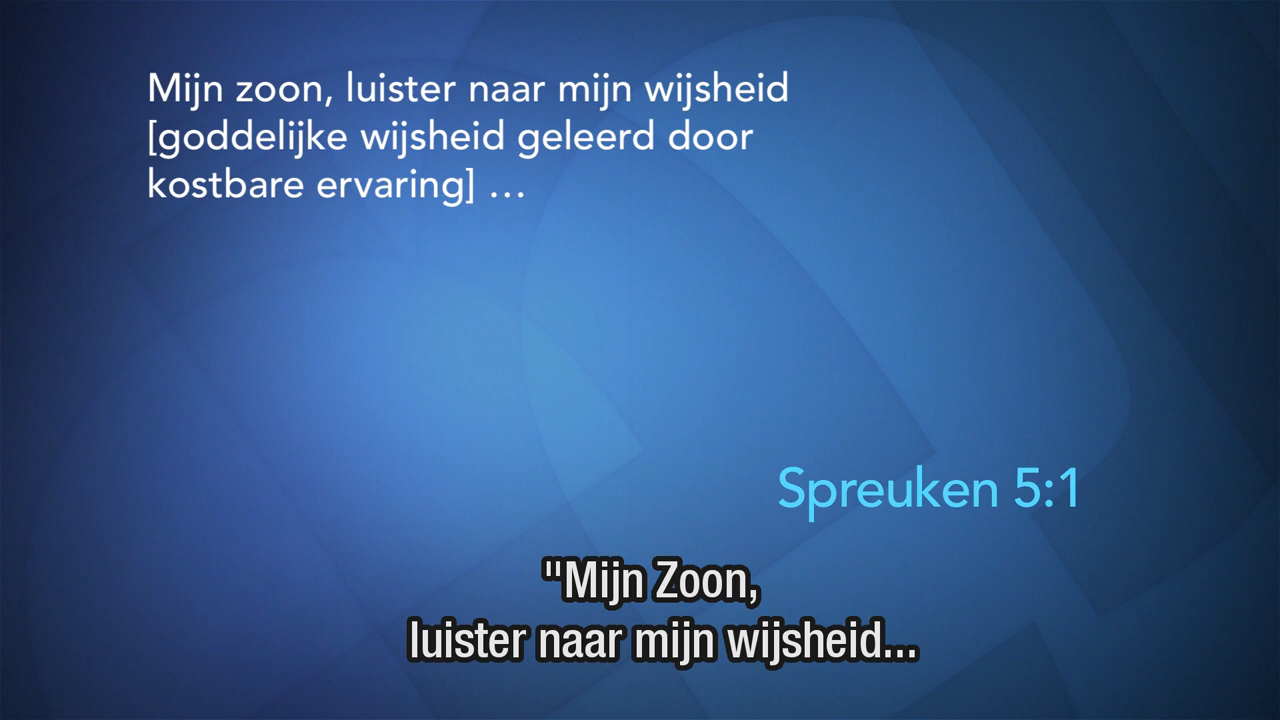 Mijn zoon, luister naar mijn wijsheid
[goddelijke wijsheid geleerd door
kostbare ervaring] …
Spreuken 5:1
"Mijn Zoon,
luister naar mijn wijsheid...